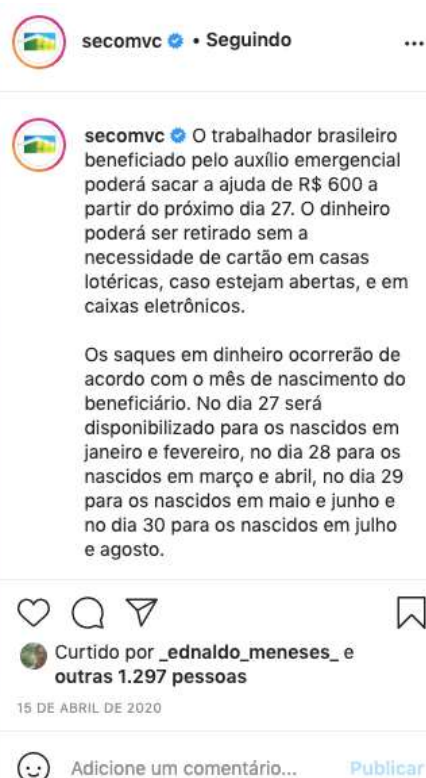 secomvc • Seguindo
...
secomvc O trabalhador brasileiro
beneficiado pelo auxílio emergencial
poderá sacar a ajuda de R$ 600 a
partir do próximo dia 27. O dinheiro
poderá ser retirado sem a
necessidade de cartão em casas
lotéricas, caso estejam abertas, e em
caixas eletrônicos.
Os saques em dinheiro ocorrerão de
acordo com o mês de nascimento do
beneficiário. No dia 27 será
disponibilizado para os nascidos em
janeiro e fevereiro, no dia 28 para os
nascidos em março e abril, no dia 29
para os nascidos em maio e junho e
no dia 30 para os nascidos em julho
e agosto.
Curtido por _ednaldo_meneses_ e
outras 1.297 pessoas
15 DE ABRIL DE 2020
Adicione um comentário... Publicar